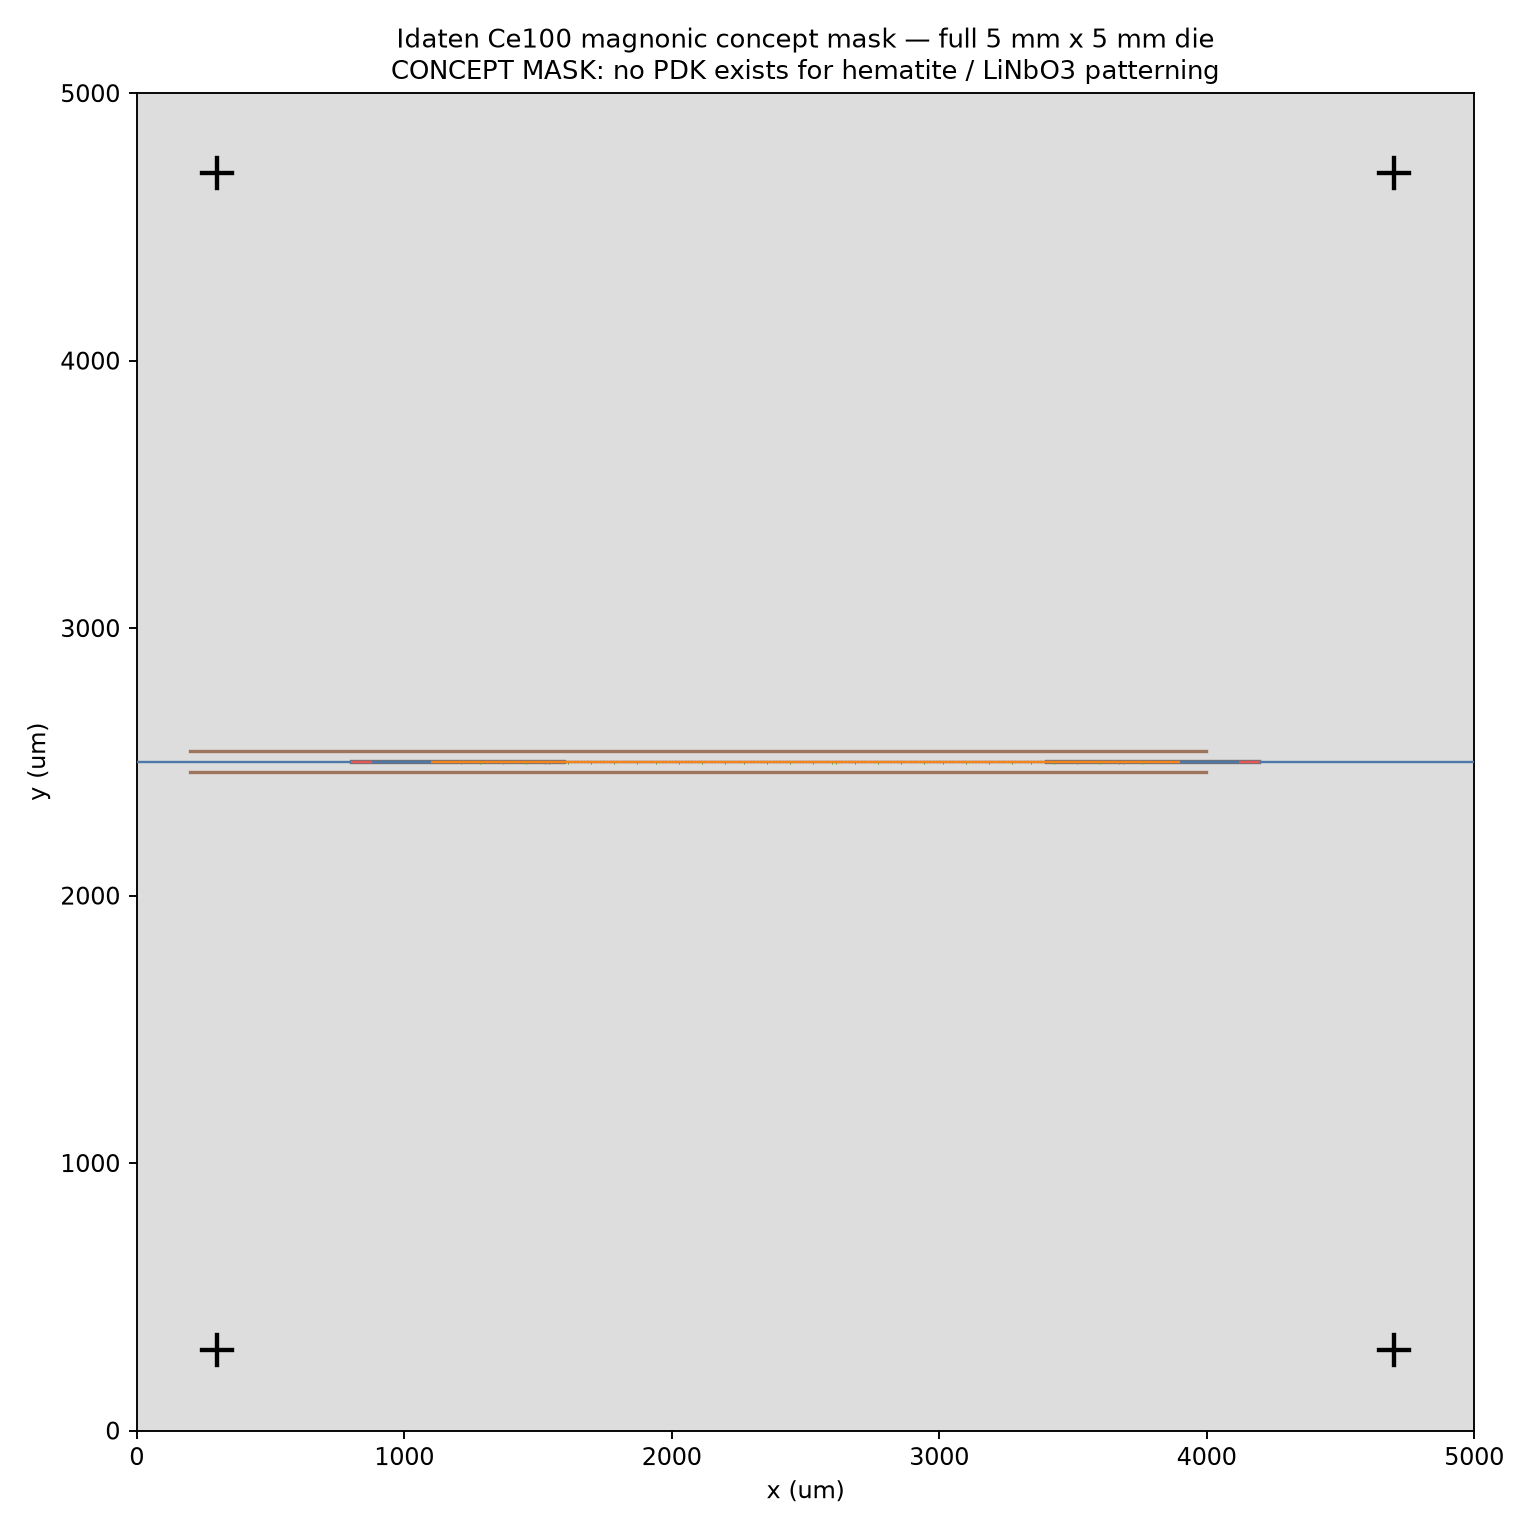 Idaten Ce100 magnonic concept mask — full 5 mm x 5 mm die
CONCEPT MASK: no PDK exists for hematite / LiNbO3 patterning
5000
4000
3000
2000
1000
0
y (um)
0 1000 2000 3000 4000 5000
x (um)